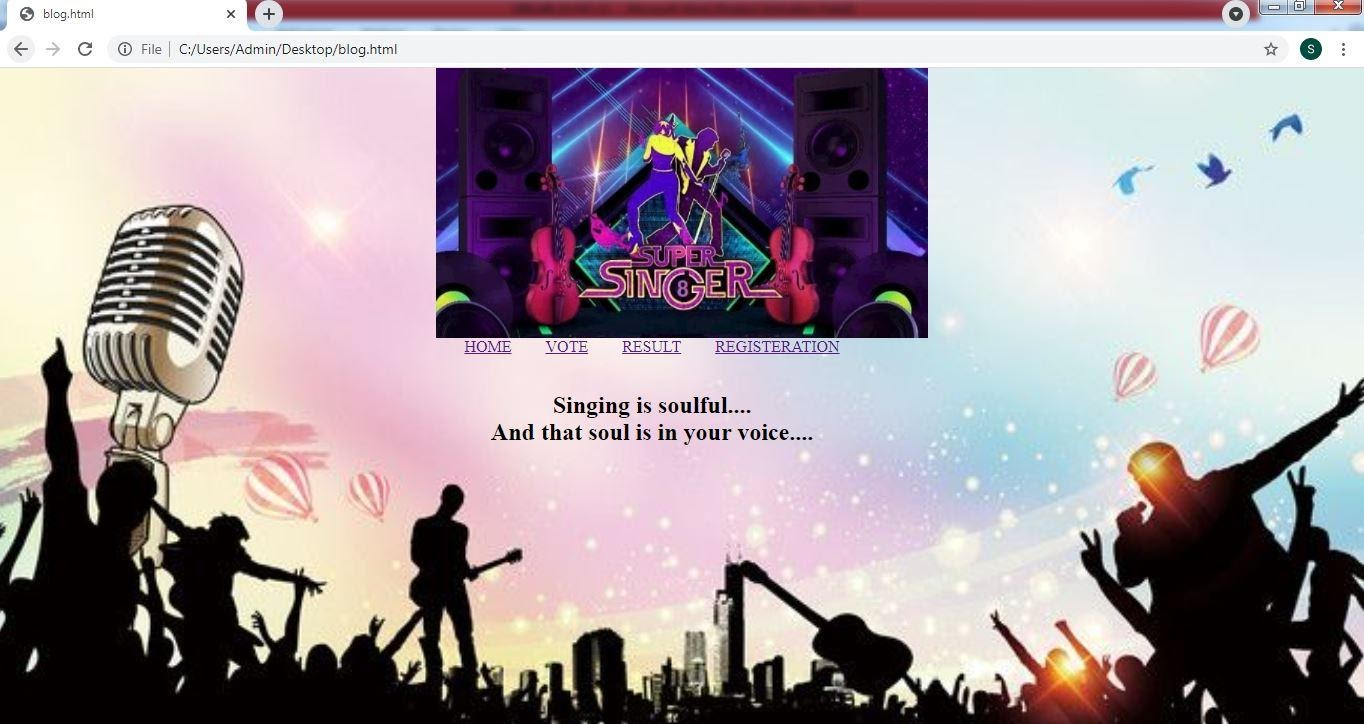 blog.html
File
C:/Users/Admin/Desktop/blog.html
S
SUPER
SINGER
8
HOME VOTE RESULT REGISTERATION
Singing is soulful....
And that soul is in your voice....